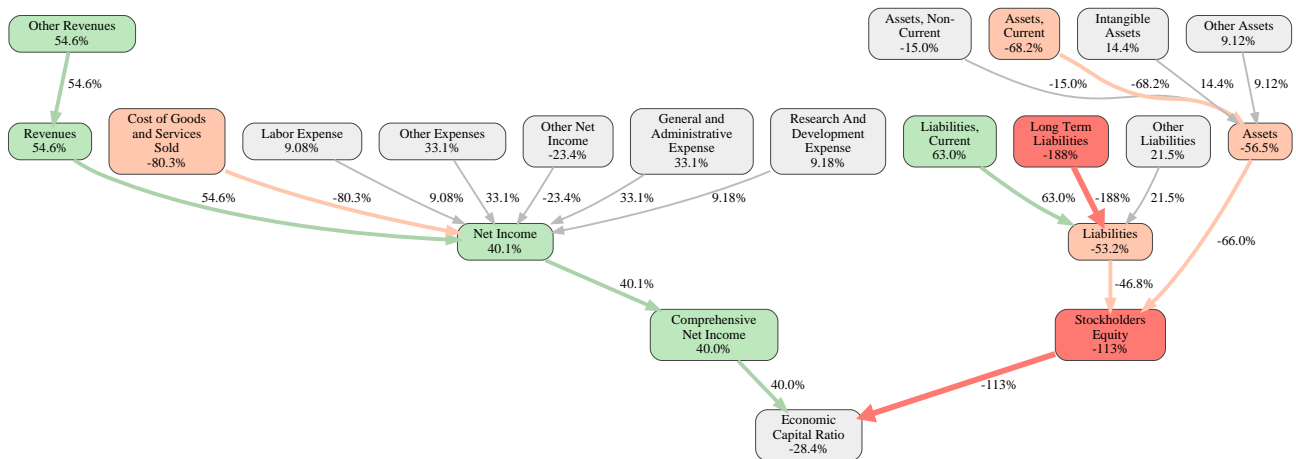 Other Revenues
54.6%
Assets, Non-
Current
-15.0%
Assets,
Current
-68.2%
Intangible
Assets
14.4%
Other Assets
9.12%
54.6%
-15.0%
-68.2%
14.4%
9.12%
Revenues
54.6%
Cost of Goods
and Services
Sold
-80.3%
Labor Expense
9.08%
Other Expenses
33.1%
Other Net
Income
-23.4%
General and
Administrative
Expense
33.1%
Research And
Development
Expense
9.18%
Liabilities,
Current
63.0%
Long Term
Liabilities
-188%
Other
Liabilities
21.5%
Assets
-56.5%
54.6%
-80.3%
9.08%
33.1%
-23.4%
33.1%
9.18%
63.0%
-188%
21.5%
Net Income
40.1%
Liabilities
-53.2%
-66.0%
40.1%
-46.8%
Comprehensive
Net Income
40.0%
Stockholders
Equity
-113%
40.0%
-113%
Economic
Capital Ratio
-28.4%